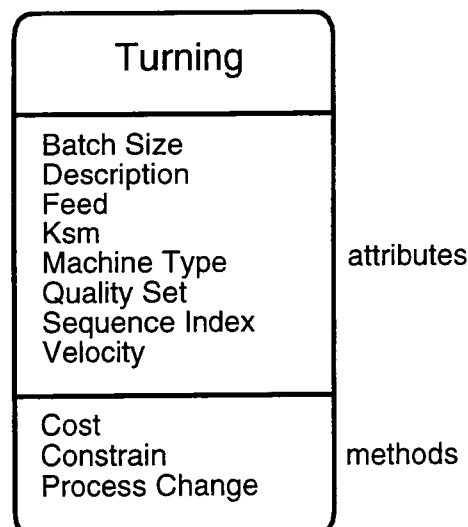 Turning
Batch Size
Description
Feed
Ksm
Machine Type
Quality Set
Sequence Index
Velocity
attributes
Cost
Constrain
Process Change
methods